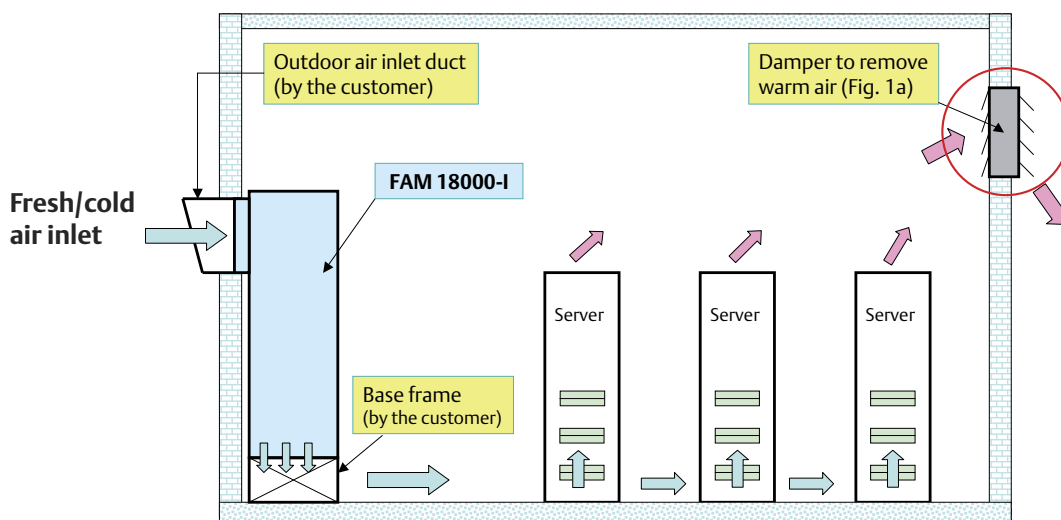 Outdoor air inlet duct
(by the customer)
Damper to remove
warm air (Fig. 1a)
FAM 18000-I
Fresh/cold
air inlet
Server
Server
Server
Base frame
(by the customer)